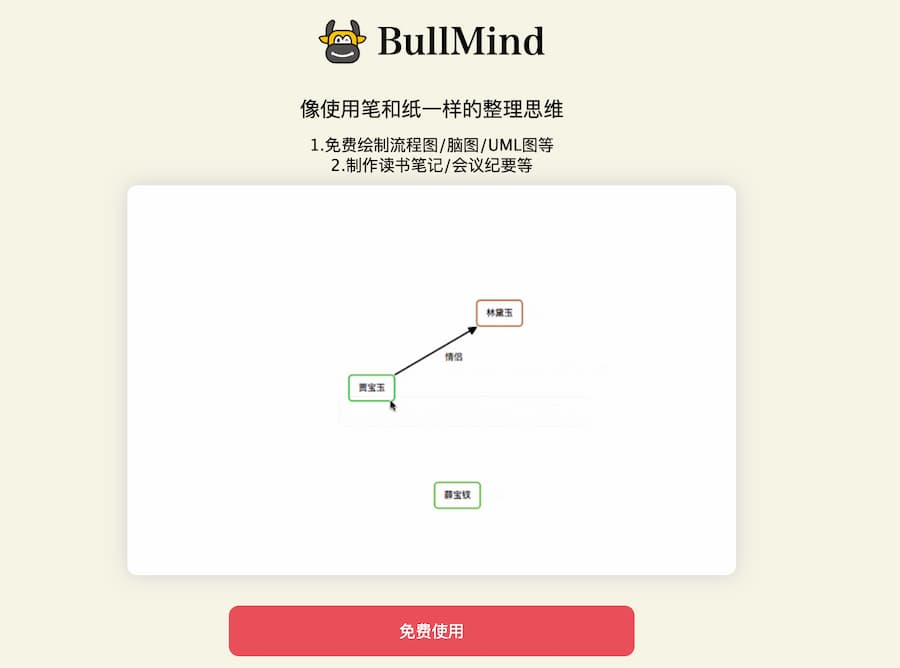 BullMind
像使用笔和纸一样的整理思维
1.免费绘制流程图/脑图/UML图等
2.制作读书笔记/会议纪要等
林黛玉
情侣
贾宝玉
薛宝钗
免费使用